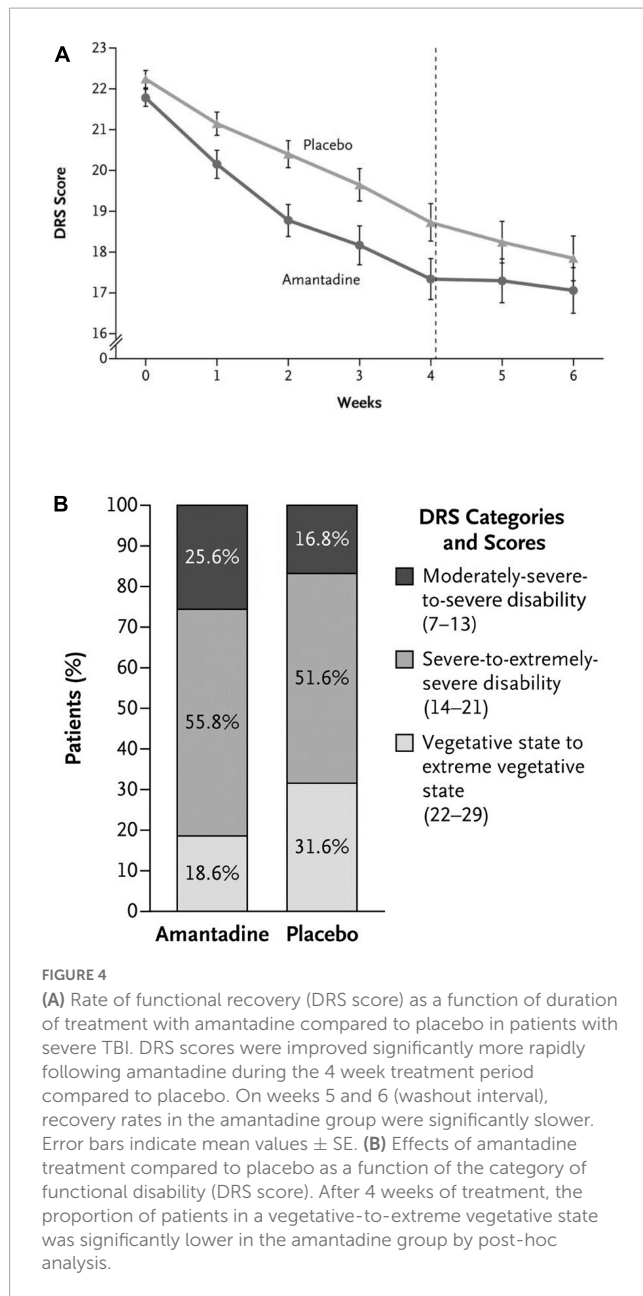 A
23
22
21
20
19
18
17
16
0
DRS Score
Placebo
Amantadine
0 1 2 3 4 5 6
Weeks
B
100
90
80
70
60
50
40
30
20
10
0
Patients (%)
25.6%
55.8%
18.6%
16.8%
51.6%
31.6%
Amantadine Placebo
DRS Categories
and Scores
Moderately-severe-
to-severe disability
(7–13)
Severe-to-extremely-
severe disability
(14–21)
Vegetative state to
extreme vegetative
state
(22–29)
FIGURE 4
(A) Rate of functional recovery (DRS score) as a function of duration
of treatment with amantadine compared to placebo in patients with
severe TBI. DRS scores were improved significantly more rapidly
following amantadine during the 4 week treatment period
compared to placebo. On weeks 5 and 6 (washout interval),
recovery rates in the amantadine group were significantly slower.
Error bars indicate mean values ± SE. (B) Effects of amantadine
treatment compared to placebo as a function of the category of
functional disability (DRS score). After 4 weeks of treatment, the
proportion of patients in a vegetative-to-extreme vegetative state
was significantly lower in the amantadine group by post-hoc
analysis.